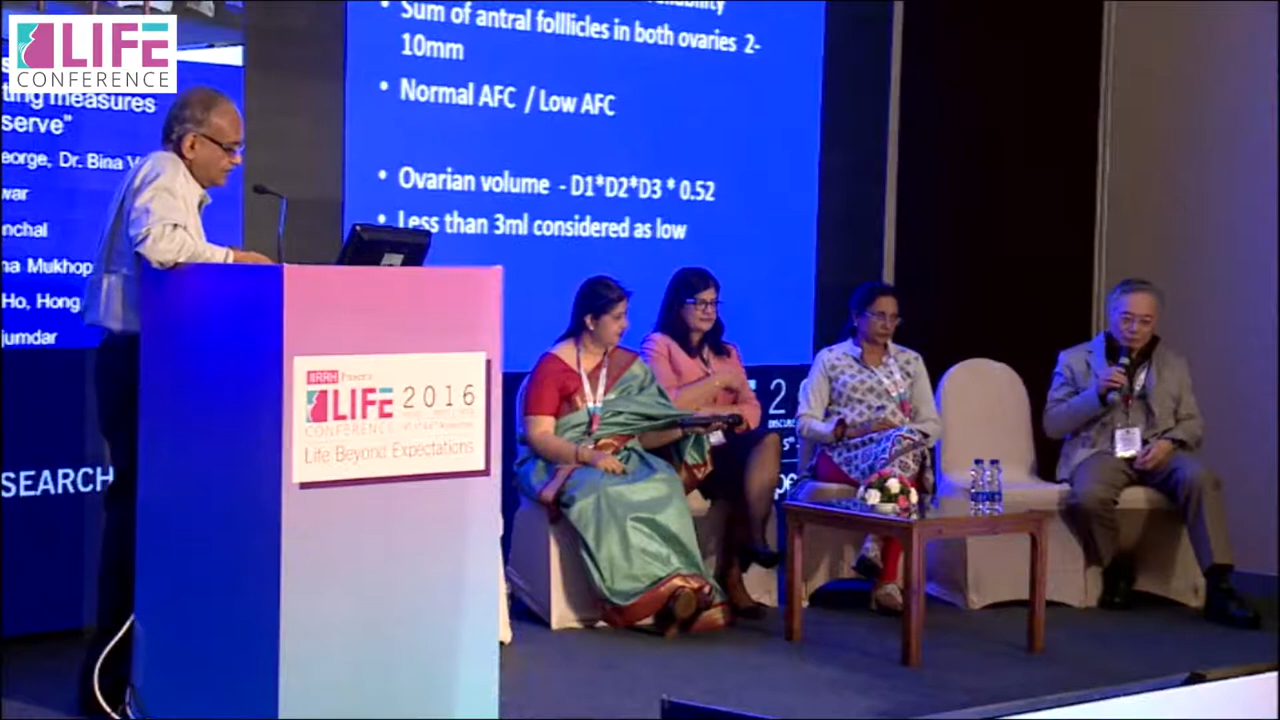 LIFE
CONFERENCE
ting measures
serve"
eorge, Dr. Bina V
war
nchal
na Mukhop
Ho, Hong
jumdar
SEARCH
• Sum of antral folllicles in both ovaries 2-
10mm
• Normal AFC / Low AFC
• Ovarian volume - D1*D2*D3 * 0.52
• Less than 3ml considered as low
LIFE 2016
CONFERENCE
Life Beyond Expectations
E 2